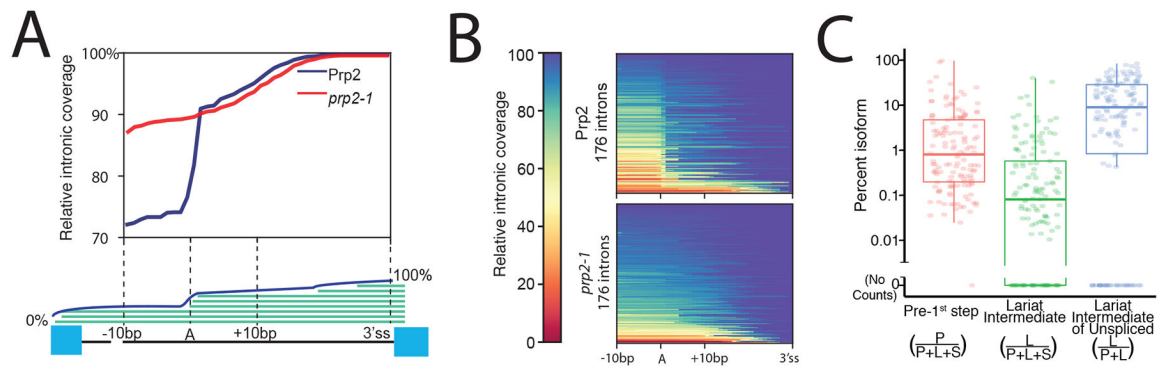 A
Relative intronic coverage
100%
90
80
70
Prp2
prp2-1
100%
0%
-10bp
A
+10bp
3'ss
B
Relative intronic coverage
100
80
60
40
20
0
Prp2
176 introns
prp2-1
176 introns
-10bp
A
+10bp
3'ss
C
Percent isoform
100
10
1
0.1
0.01
(No Counts)
0
Pre-1st step
(P/P+L+S)
Lariat
Intermediate
(L/P+L+S)
Lariat
Intermediate
of Unspliced
(L/P+L)